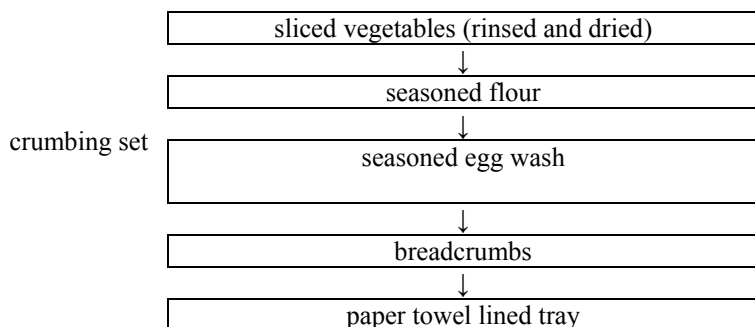 sliced vegetables (rinsed and dried)
↓
seasoned flour
↓
crumbing set
seasoned egg wash
↓
breadcrumbs
↓
paper towel lined tray